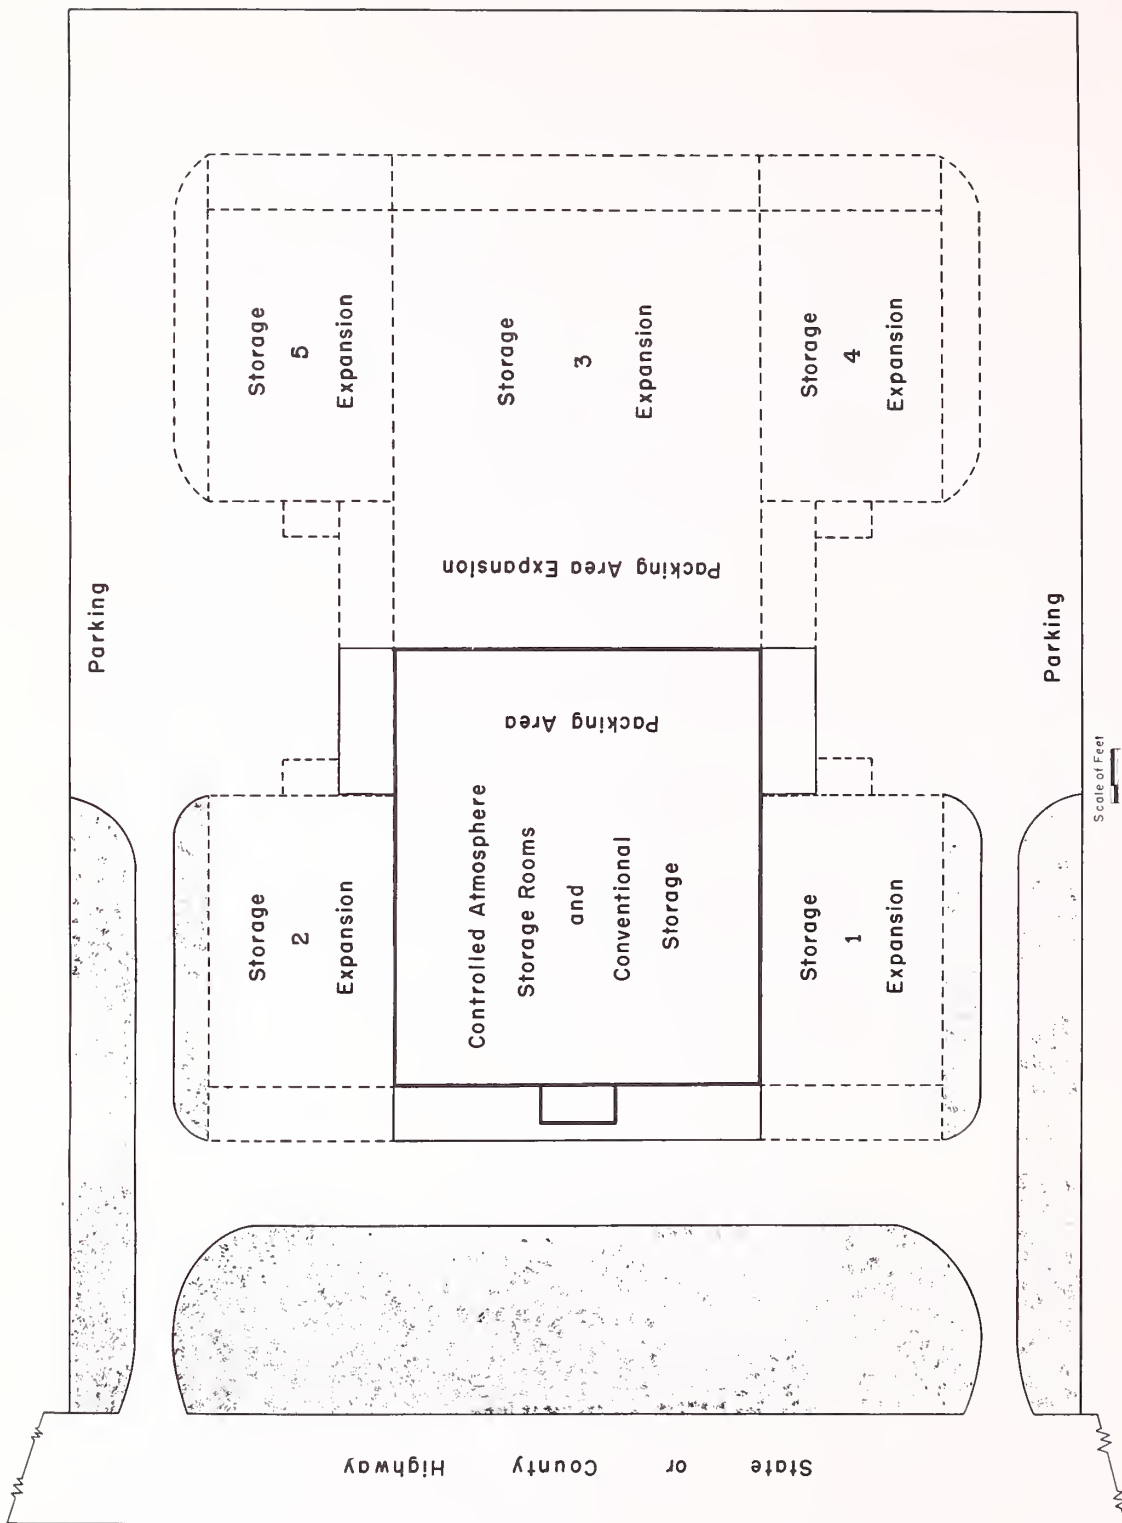 Parking
Storage
5
Expansion
Storage
3
Expansion
Storage
4
Expansion
Packing Area Expansion
Parking
Packing Area
Controlled Atmosphere
Storage Rooms
and
Conventional
Storage
Storage
2
Expansion
Storage
1
Expansion
State or County Highway
Scale of Feet